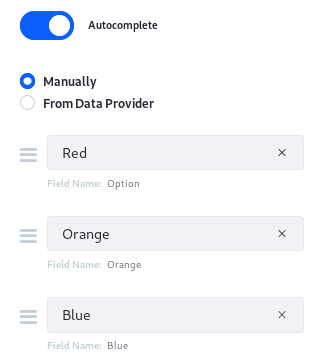 Autocomplete
Manually
From Data Provider
Red ×
Field Name: Option
Orange ×
Field Name: Orange
Blue ×
Field Name: Blue